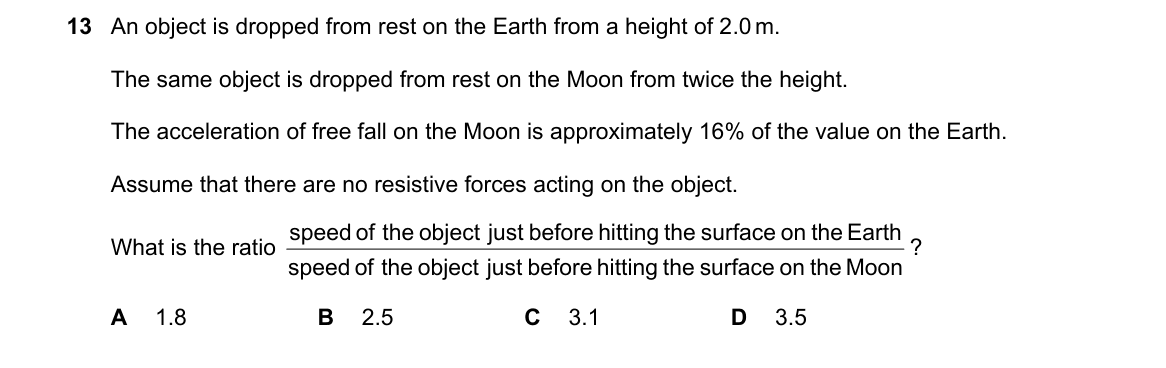 13 An object is dropped from rest on the Earth from a height of 2.0 m.
The same object is dropped from rest on the Moon from twice the height.
The acceleration of free fall on the Moon is approximately 16% of the value on the Earth.
Assume that there are no resistive forces acting on the object.
What is the ratio speed of the object just before hitting the surface on the Earth
speed of the object just before hitting the surface on the Moon ?
A 1.8 B 2.5 C 3.1 D 3.5